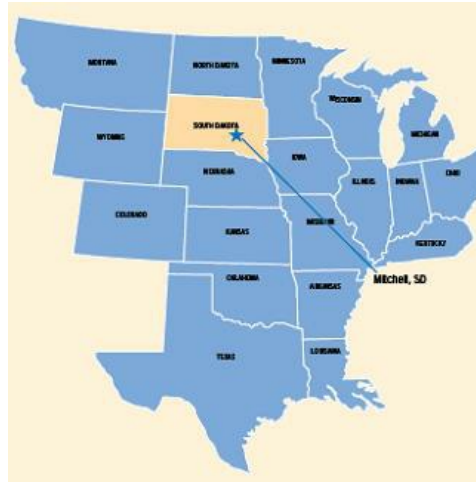 MONTANA
NORTH DAKOTA
MINNESOTA
WISCONSIN
MICHIGAN
SOUTH DAKOTA
WYOMING
IOWA
NEBRASKA
ILLINOIS
INDIANA
OHIO
COLORADO
KANSAS
MISSOURI
KENTUCKY
OKLAHOMA
ARKANSAS
Mitchell, SD
TEXAS
LOUISIANA